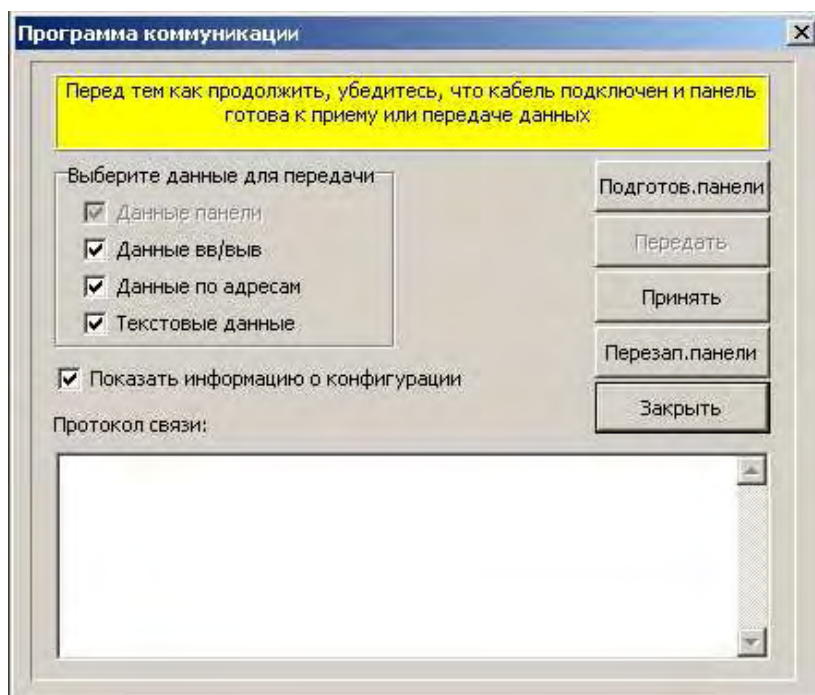 Программа коммуникации
Перед тем как продолжить, убедитесь, что кабель подключен и панель
готова к приему или передаче данных
Выберите данные для передачи
Данные панели
Данные вв/выв
Данные по адресам
Текстовые данные
Показать информацию о конфигурации
Протокол связи:
Подготов.панели
Передать
Принять
Перезап.панели
Закрыть